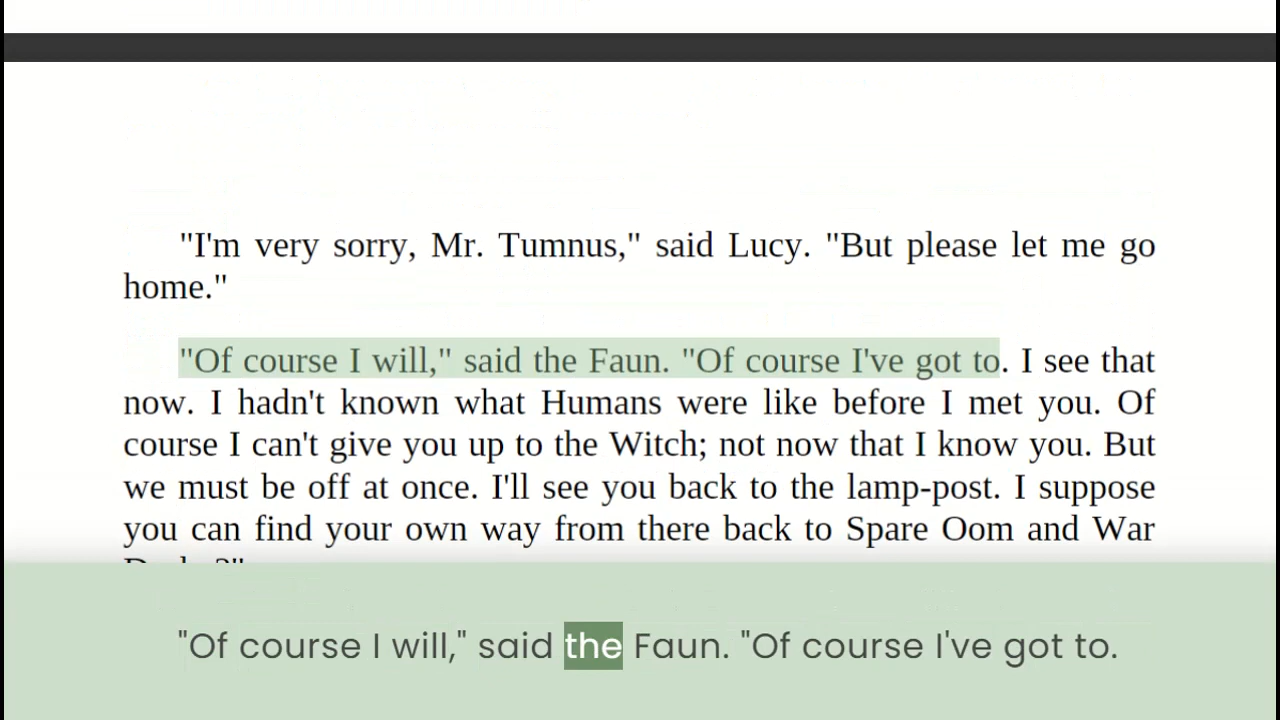 "I'm very sorry, Mr. Tumnus," said Lucy. "But please let me go
home."
"Of course I will," said the Faun. "Of course I've got to. I see that
now. I hadn't known what Humans were like before I met you. Of
course I can't give you up to the Witch; not now that I know you. But
we must be off at once. I'll see you back to the lamp-post. I suppose
you can find your own way from there back to Spare Oom and War
"Of course I will," said the Faun. "Of course I've got to.